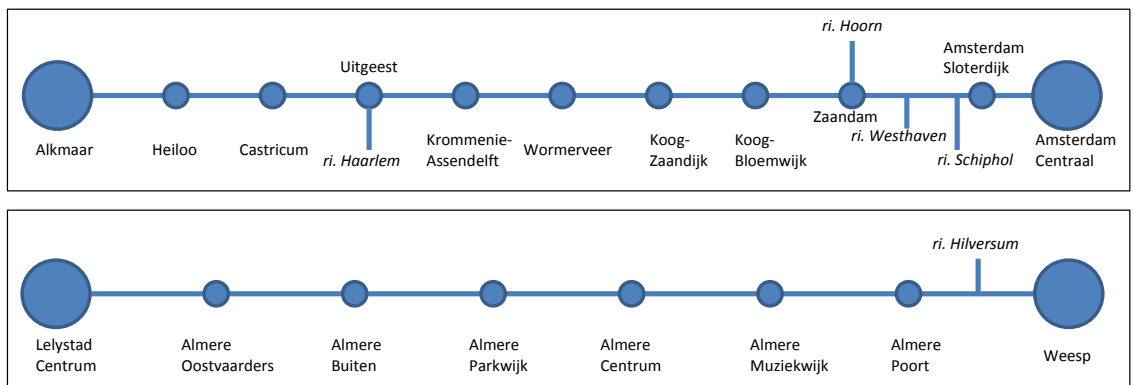 Alkmaar
Heiloo
Castricum
Uitgeest
ri. Haarlem
Krommenie-
Assendelft
Wormerveer
Koog-
Zaandijk
Koog-
Bloemwijk
ri. Hoorn
Zaandam
ri. Westhaven
ri. Schiphol
Amsterdam
Sloterdijk
Amsterdam
Centraal
Lelystad
Centrum
Almere
Oostvaarders
Almere
Buiten
Almere
Parkwijk
Almere
Centrum
Almere
Muziekwijk
Almere
Poort
ri. Hilversum
Weesp